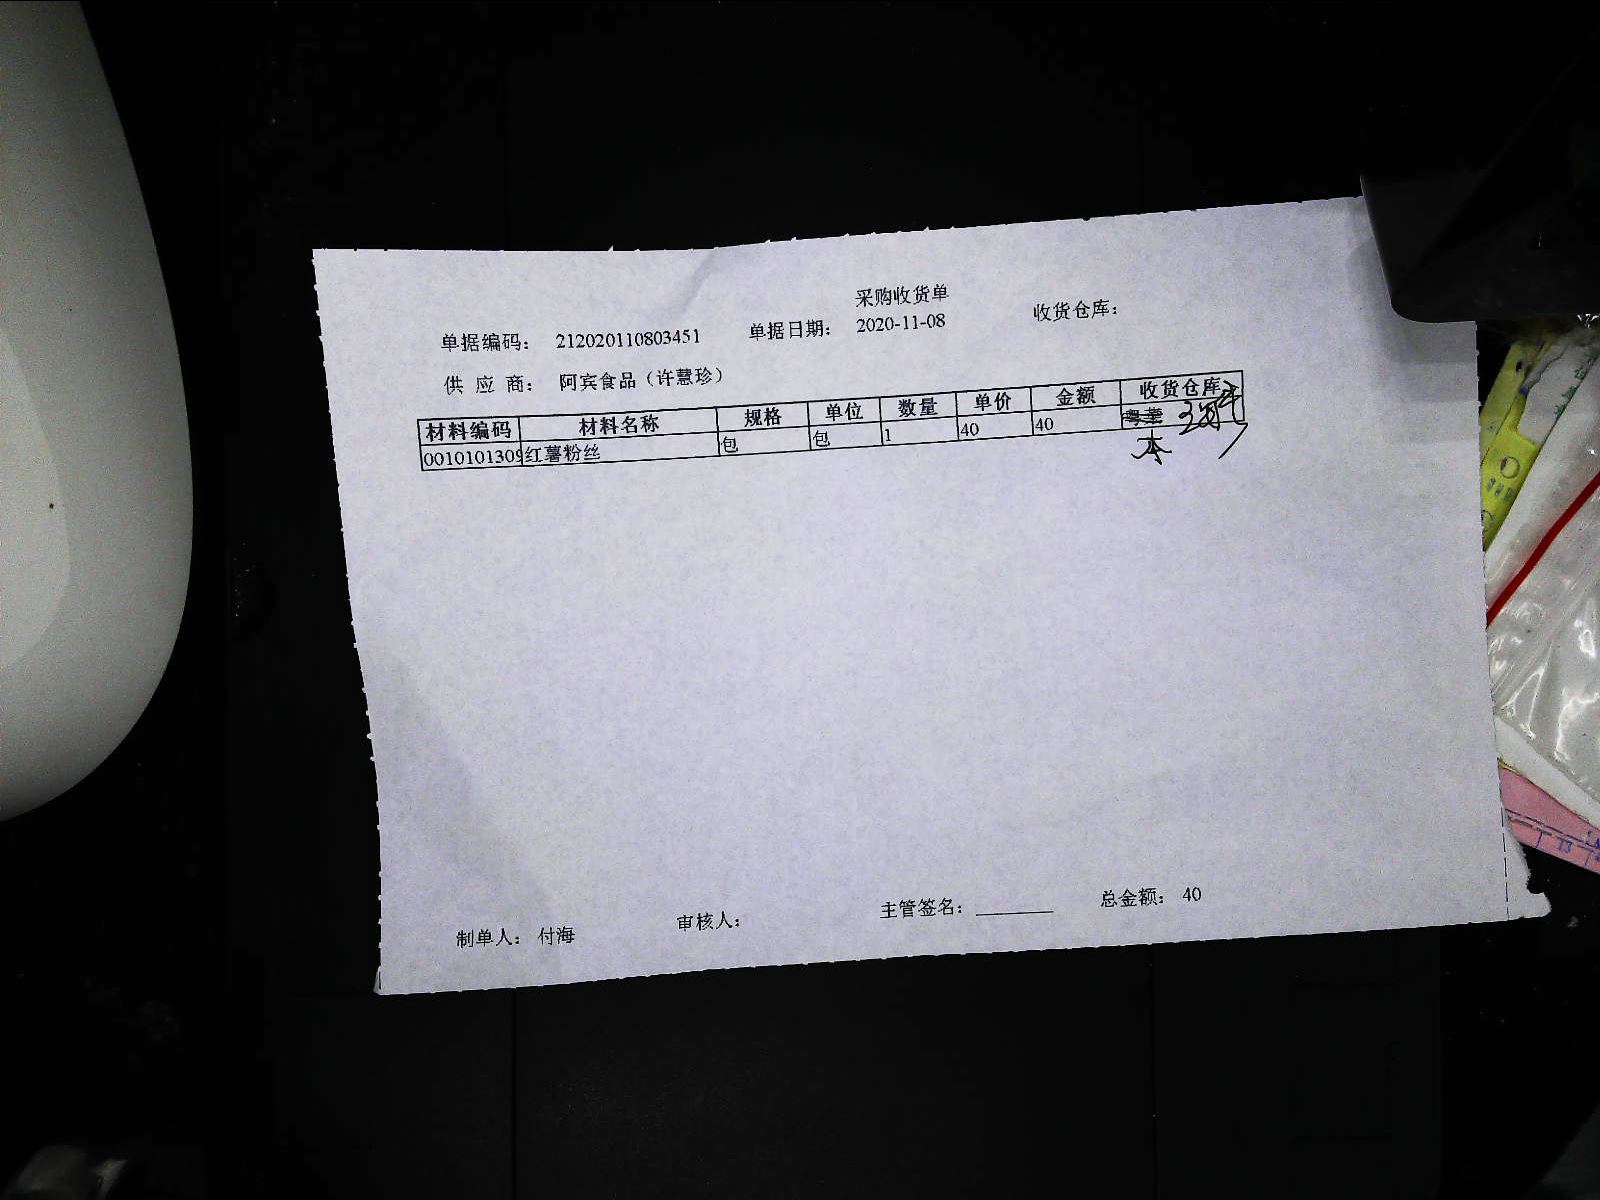 采购收货单
单据编码： 212020110803451 单据日期： 2020-11-08 收货仓库：
供 应 商： 阿宾食品（许慧珍）
材料编码 材料名称 规格 单位 数量 单价 金额 收货仓库
0010101309 红薯粉丝 包 包 1 40 40
本
制单人： 付海 审核人： 主管签名： 总金额： 40